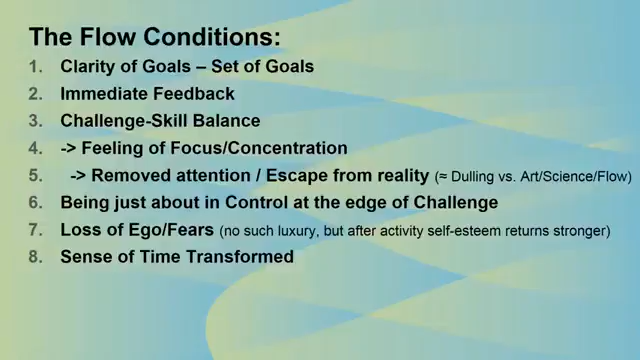 The Flow Conditions:
1. Clarity of Goals – Set of Goals
2. Immediate Feedback
3. Challenge-Skill Balance
4. -> Feeling of Focus/Concentration
5. -> Removed attention / Escape from reality (≈ Dulling vs. Art/Science/Flow)
6. Being just about in Control at the edge of Challenge
7. Loss of Ego/Fears (no such luxury, but after activity self-esteem returns stronger)
8. Sense of Time Transformed